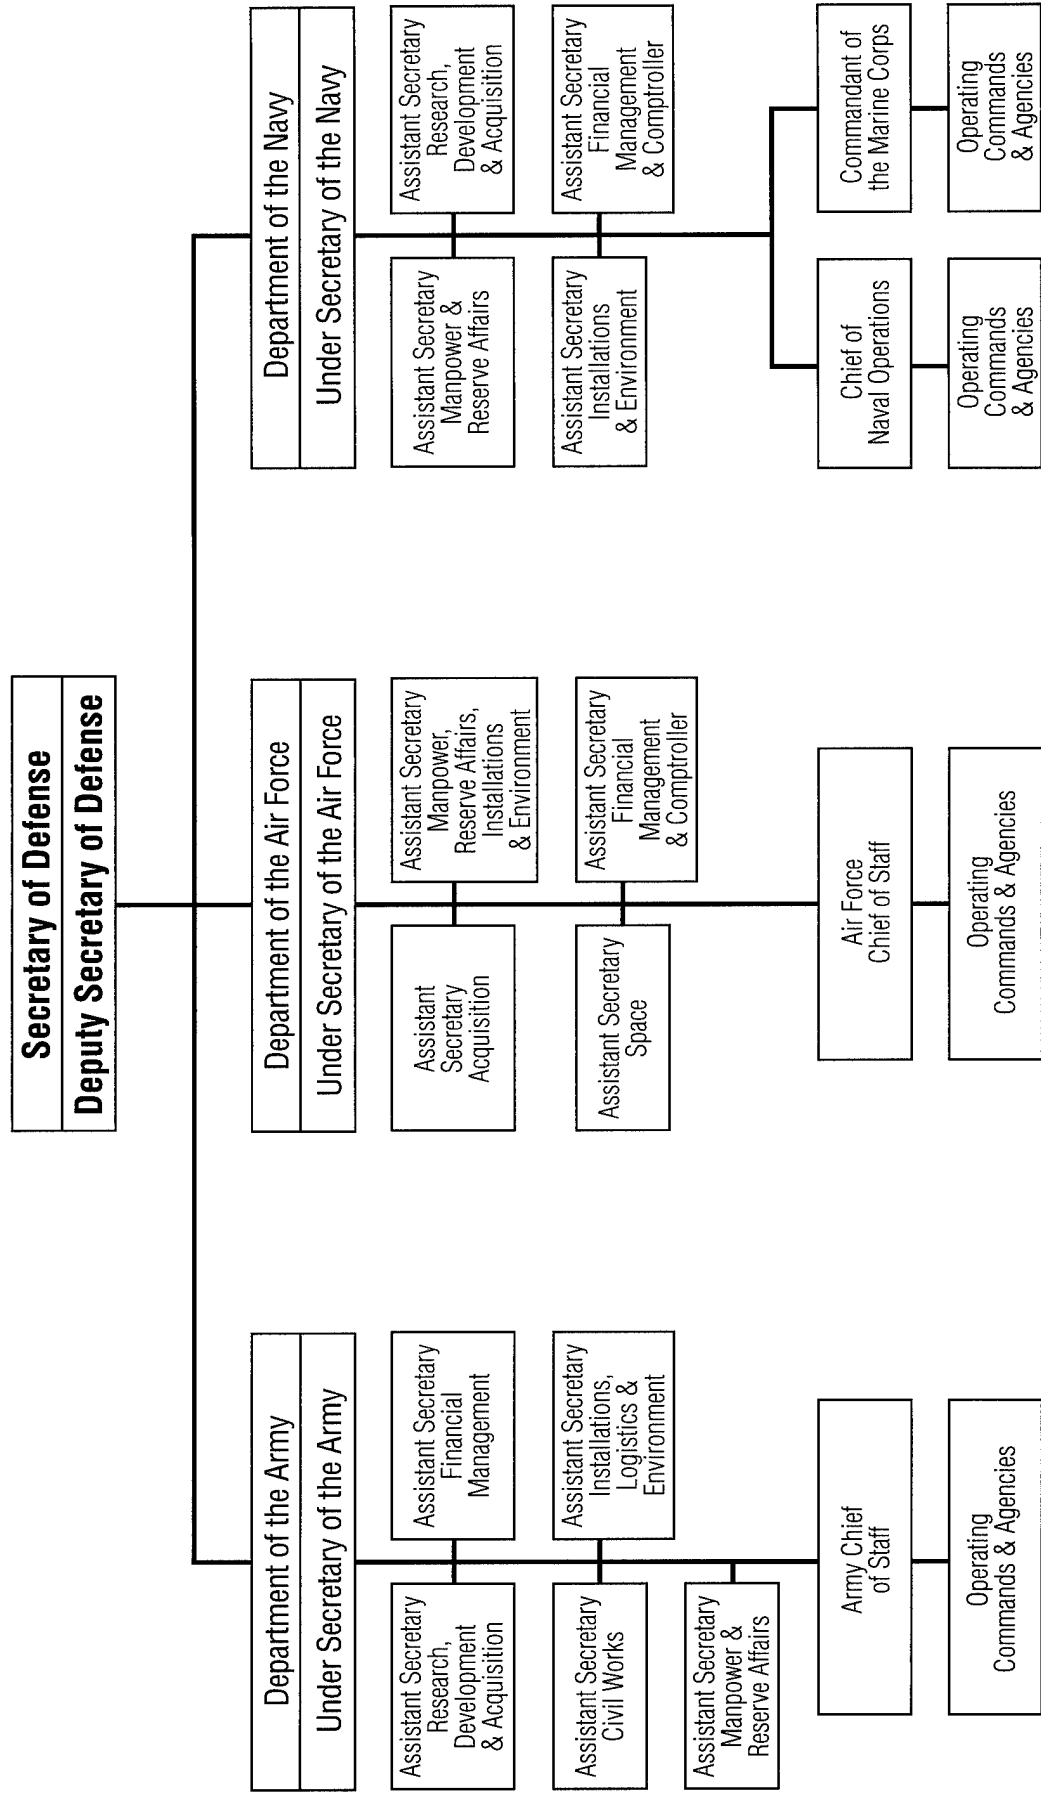 Secretary of Defense
Deputy Secretary of Defense
Department of the Army
Under Secretary of the Army
Assistant Secretary
Research,
Development
& Acquisition
Assistant Secretary
Financial
Management
Assistant Secretary
Civil Works
Assistant Secretary
Installations,
Logistics &
Environment
Assistant Secretary
Manpower &
Reserve Affairs
Army Chief
of Staff
Operating
Commands & Agencies
Department of the Air Force
Under Secretary of the Air Force
Assistant
Secretary
Acquisition
Assistant Secretary
Manpower,
Reserve Affairs,
Installations
& Environment
Assistant Secretary
Space
Assistant Secretary
Financial
Management
& Comptroller
Air Force
Chief of Staff
Operating
Commands & Agencies
Department of the Navy
Under Secretary of the Navy
Assistant Secretary
Manpower &
Reserve Affairs
Assistant Secretary
Research,
Development
& Acquisition
Assistant Secretary
Installations
& Environment
Assistant Secretary
Financial
Management
& Comptroller
Chief of
Naval Operations
Operating
Commands
& Agencies
Commandant of
the Marine Corps
Operating
Commands
& Agencies